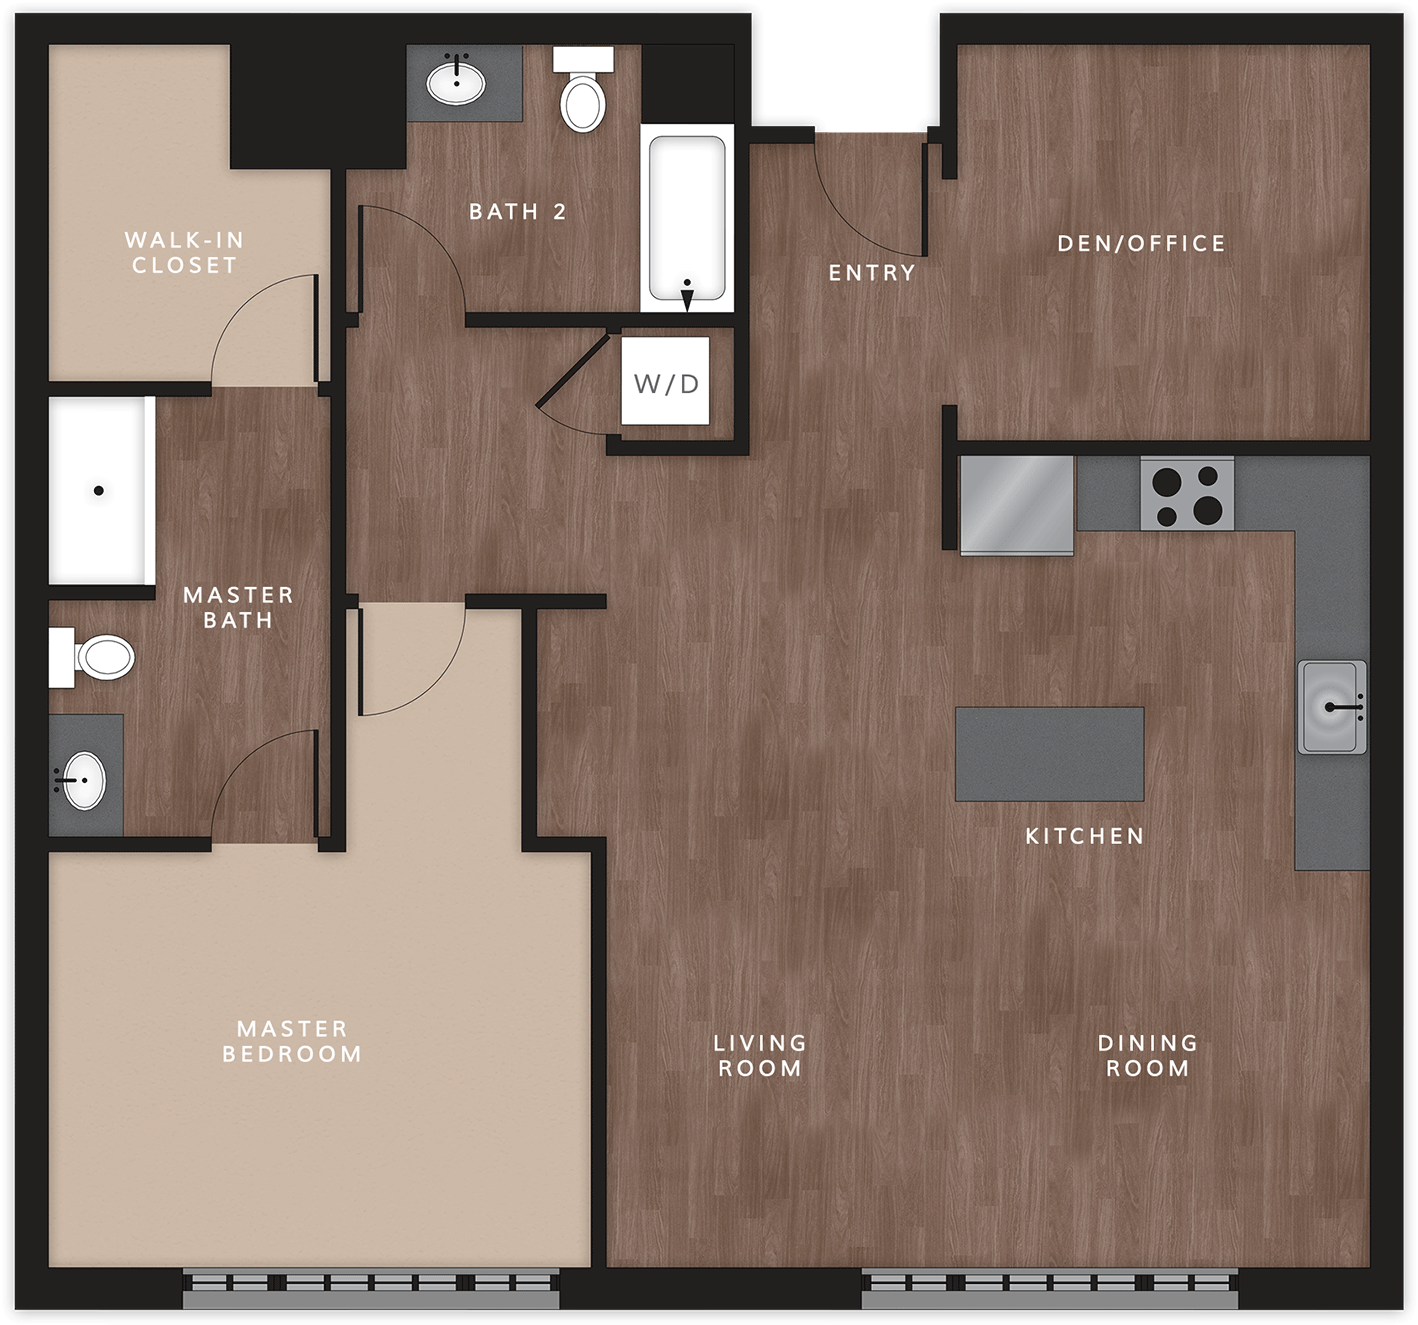 BATH 2
WALK-IN
CLOSET
DEN/OFFICE
ENTRY
W/D
MASTER
BATH
KITCHEN
MASTER
BEDROOM
LIVING
ROOM
DINING
ROOM